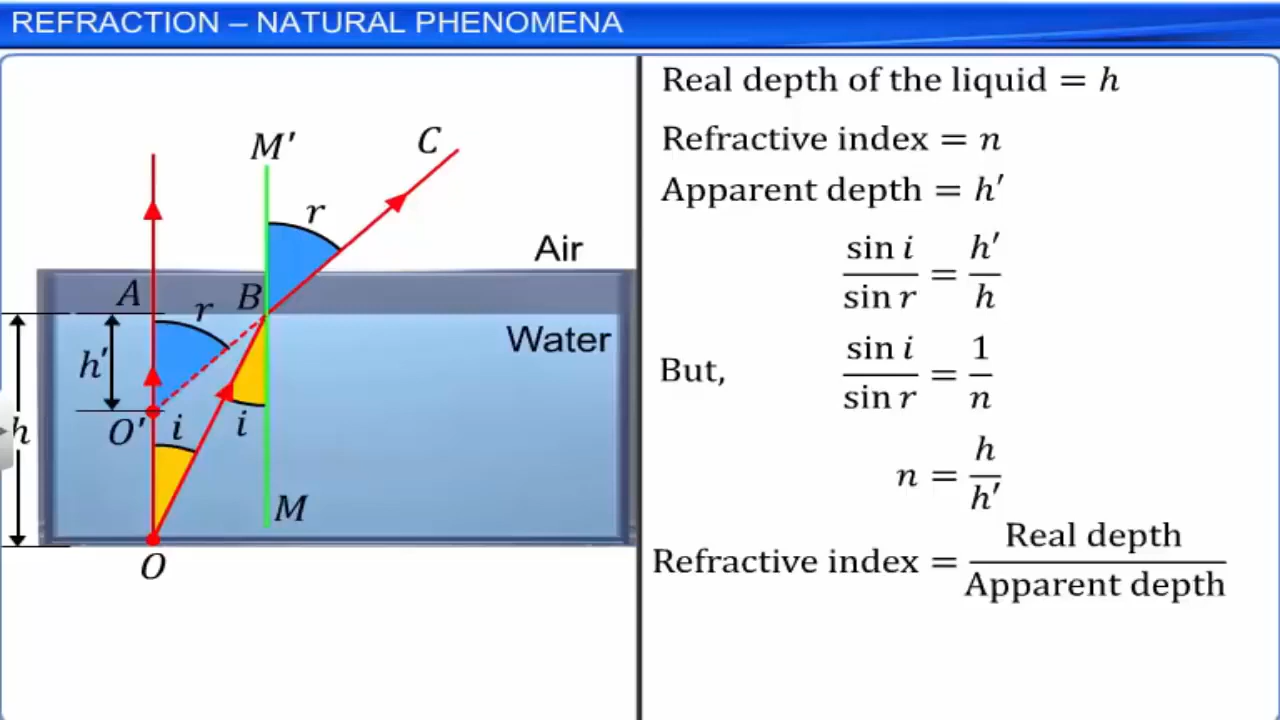 REFRACTION – NATURAL PHENOMENA
M′
C
r
Air
A
B
r
Water
h′
O′
i
i
h
M
O
Real depth of the liquid = h
Refractive index = n
Apparent depth = h′
sin i / sin r = h′ / h
But, sin i / sin r = 1 / n
n = h / h′
Refractive index = Real depth / Apparent depth